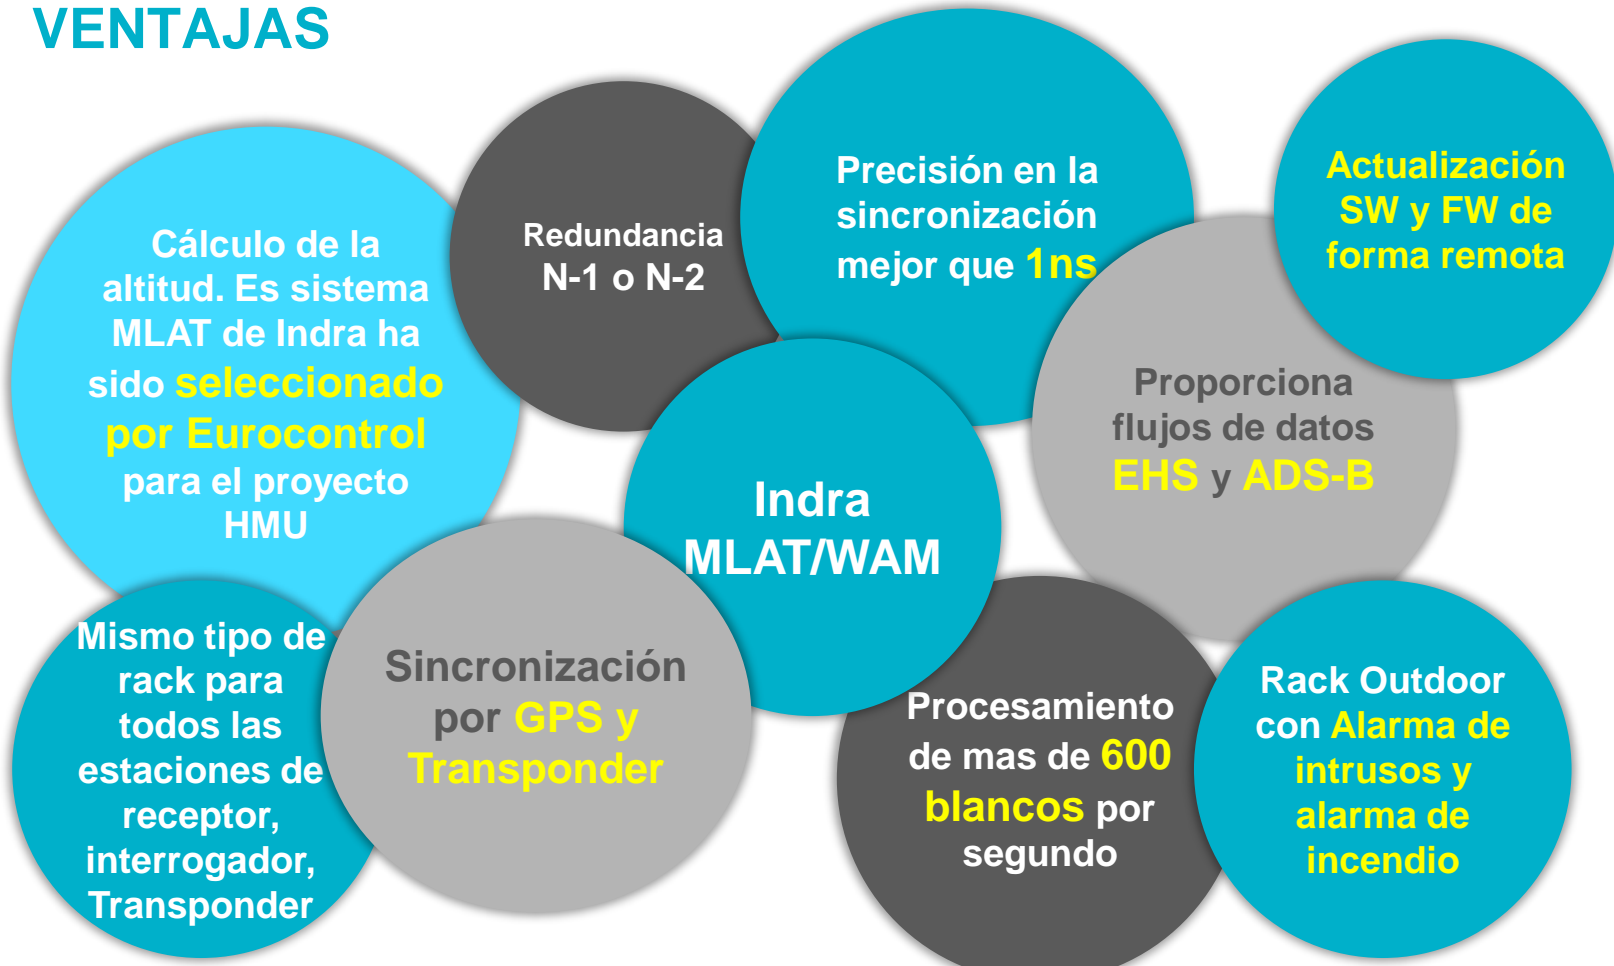 VENTAJAS
Cálculo de la
altitud. Es sistema
MLAT de Indra ha
sido seleccionado
por Eurocontrol
para el proyecto
HMU
Redundancia
N-1 o N-2
Precisión en la
sincronización
mejor que 1ns
Actualización
SW y FW de
forma remota
Proporciona
flujos de datos
EHS y ADS-B
Indra
MLAT/WAM
Mismo tipo de
rack para
todos las
estaciones de
receptor,
interrogador,
Transponder
Sincronización
por GPS y
Transponder
Procesamiento
de mas de 600
blancos por
segundo
Rack Outdoor
con Alarma de
intrusos y
alarma de
incendio